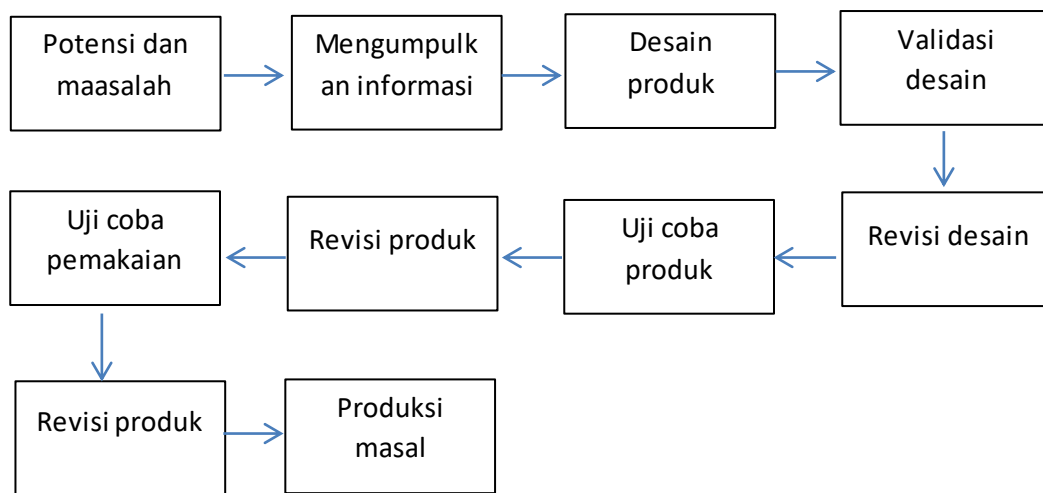 Potensi dan
maasalah
Mengumpulk
an informasi
Desain
produk
Validasi
desain
Revisi desain
Uji coba
produk
Revisi produk
Uji coba
pemakaian
Revisi produk
Produksi
masal